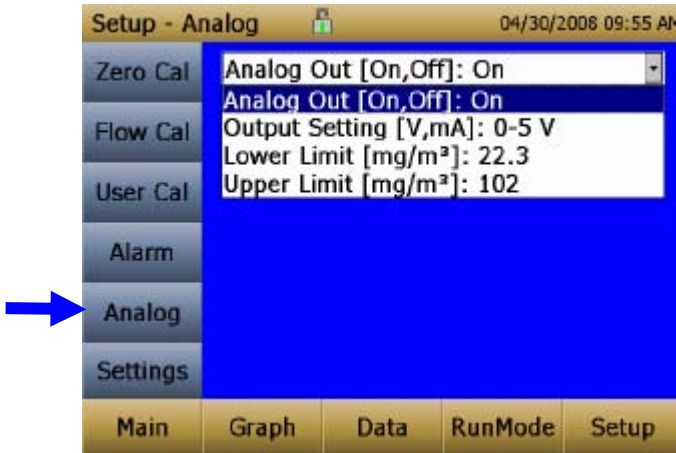 Setup - Analog 04/30/2008 09:55 AM
Zero Cal
Flow Cal
User Cal
Alarm
Analog
Settings
Analog Out [On,Off]: On
Analog Out [On,Off]: On
Output Setting [V,mA]: 0-5 V
Lower Limit [mg/m³]: 22.3
Upper Limit [mg/m³]: 102
Main Graph Data RunMode Setup